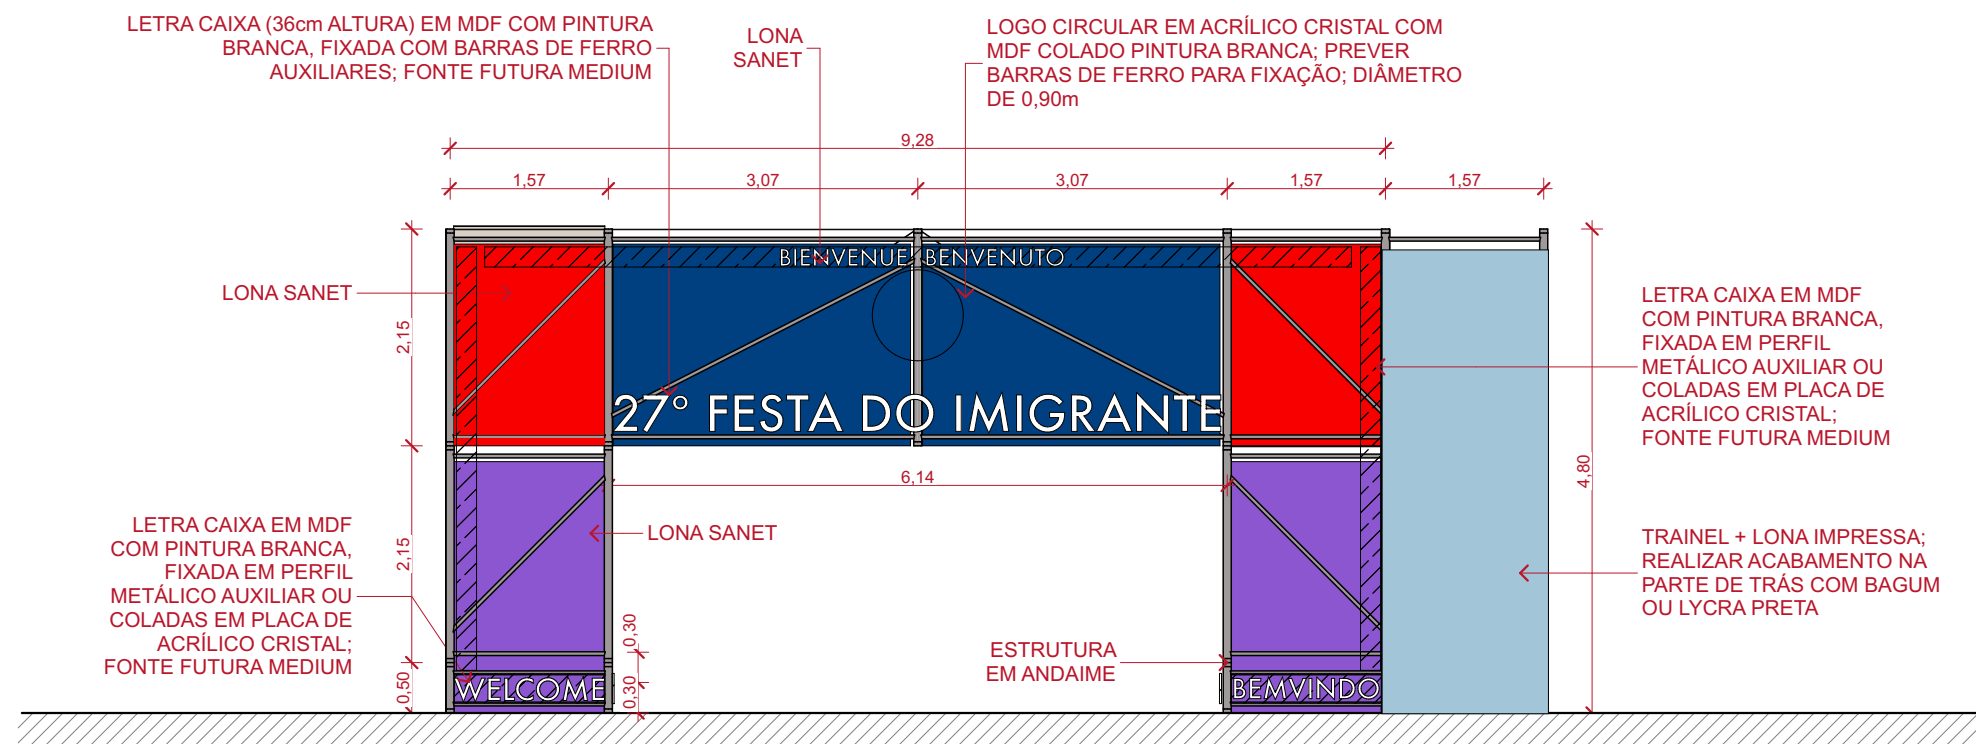 LETRA CAIXA (36cm ALTURA) EM MDF COM PINTURA
BRANCA, FIXADA COM BARRAS DE FERRO
AUXILIARES; FONTE FUTURA MEDIUM
LONA
SANET
LOGO CIRCULAR EM ACRÍLICO CRISTAL COM
MDF COLADO PINTURA BRANCA; PREVER
BARRAS DE FERRO PARA FIXAÇÃO; DIÂMETRO
DE 0,90m
9,28
1,57
3,07
3,07
1,57
1,57
BIENVENUE
BENVENUTO
LONA SANET
2,15
27° FESTA DO IMIGRANTE
LETRA CAIXA EM MDF
COM PINTURA BRANCA,
FIXADA EM PERFIL
METÁLICO AUXILIAR OU
COLADAS EM PLACA DE
ACRÍLICO CRISTAL;
FONTE FUTURA MEDIUM
6,14
4,80
LETRA CAIXA EM MDF
COM PINTURA BRANCA,
FIXADA EM PERFIL
METÁLICO AUXILIAR OU
COLADAS EM PLACA DE
ACRÍLICO CRISTAL;
FONTE FUTURA MEDIUM
2,15
LONA SANET
TRAINEL + LONA IMPRESSA;
REALIZAR ACABAMENTO NA
PARTE DE TRÁS COM BAGUM
OU LYCRA PRETA
0,30
ESTRUTURA
EM ANDAIME
0,50
0,30
WELCOME
BEMVINDO